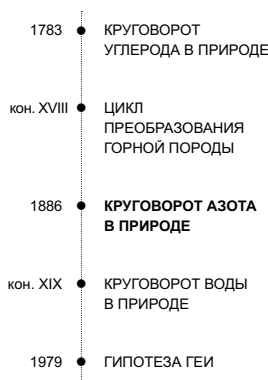 1783
КРУГОВОРОТ
УГЛЕРОДА В ПРИРОДЕ
кон. XVIII
ЦИКЛ
ПРЕОБРАЗОВАНИЯ
ГОРНОЙ ПОРОДЫ
1886
КРУГОВОРОТ АЗОТА
В ПРИРОДЕ
кон. XIX
КРУГОВОРОТ ВОДЫ
В ПРИРОДЕ
1979
ГИПОТЕЗА ГЕИ